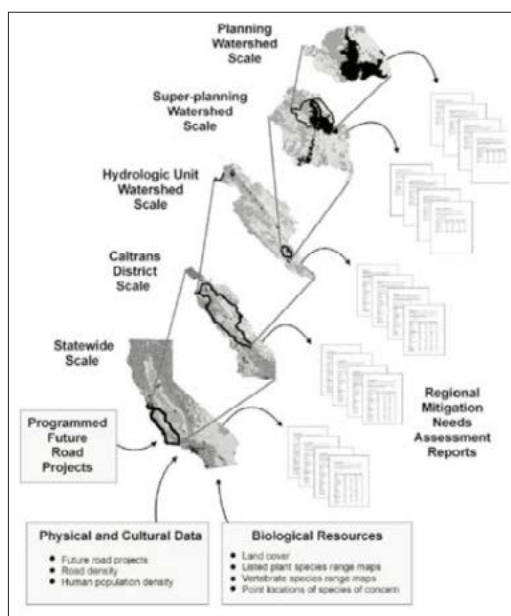 Planning
Watershed
Scale
Super-planning
Watershed
Scale
Hydrologic Unit
Watershed
Scale
Caltrans
District
Scale
Statewide
Scale
Programmed
Future
Road
Projects
Regional
Mitigation
Needs
Assessment
Reports
Physical and Cultural Data
● Future road projects
● Road density
● Human population density
Biological Resources
● Land cover
● Listed plant species range maps
● Vertebrate species range maps
● Point locations of species of concern